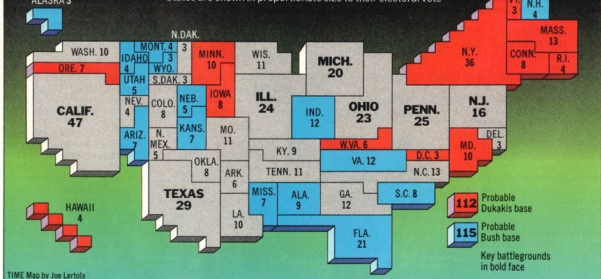 States are shown in proportionate size to their electoral vote
ALASKA 3
VT.
3
N.H.
4
N.DAK.
3
WASH. 10
MONT. 4
IDAHO
4
3
WYO.
MINN.
10
WIS.
11
MICH.
20
N.Y.
36
MASS.
13
CONN.
8
R.I.
4
ORE. 7
UTAH
5
S.DAK. 3
CALIF.
47
NEV.
4
COLO.
8
NEB.
5
IOWA
8
ILL.
24
IND.
12
OHIO
23
PENN.
25
N.J.
16
ARIZ.
7
N.
MEX.
5
KANS.
7
MO.
11
KY. 9
W.VA. 6
VA. 12
D.C. 3
MD.
10
DEL.
3
OKLA.
8
ARK.
6
TENN. 11
N.C. 13
TEXAS
29
LA.
10
MISS.
7
ALA.
9
GA.
12
S.C. 8
FLA.
21
HAWAII
4
112 Probable
Dukakis base
115 Probable
Bush base
Key battlegrounds
in bold face
TIME Map by Joe Lertola